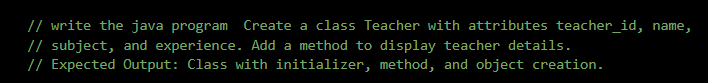 // write the java program  Create a class Teacher with attributes teacher_id, name,
// subject, and experience. Add a method to display teacher details.
// Expected Output: Class with initializer, method, and object creation.